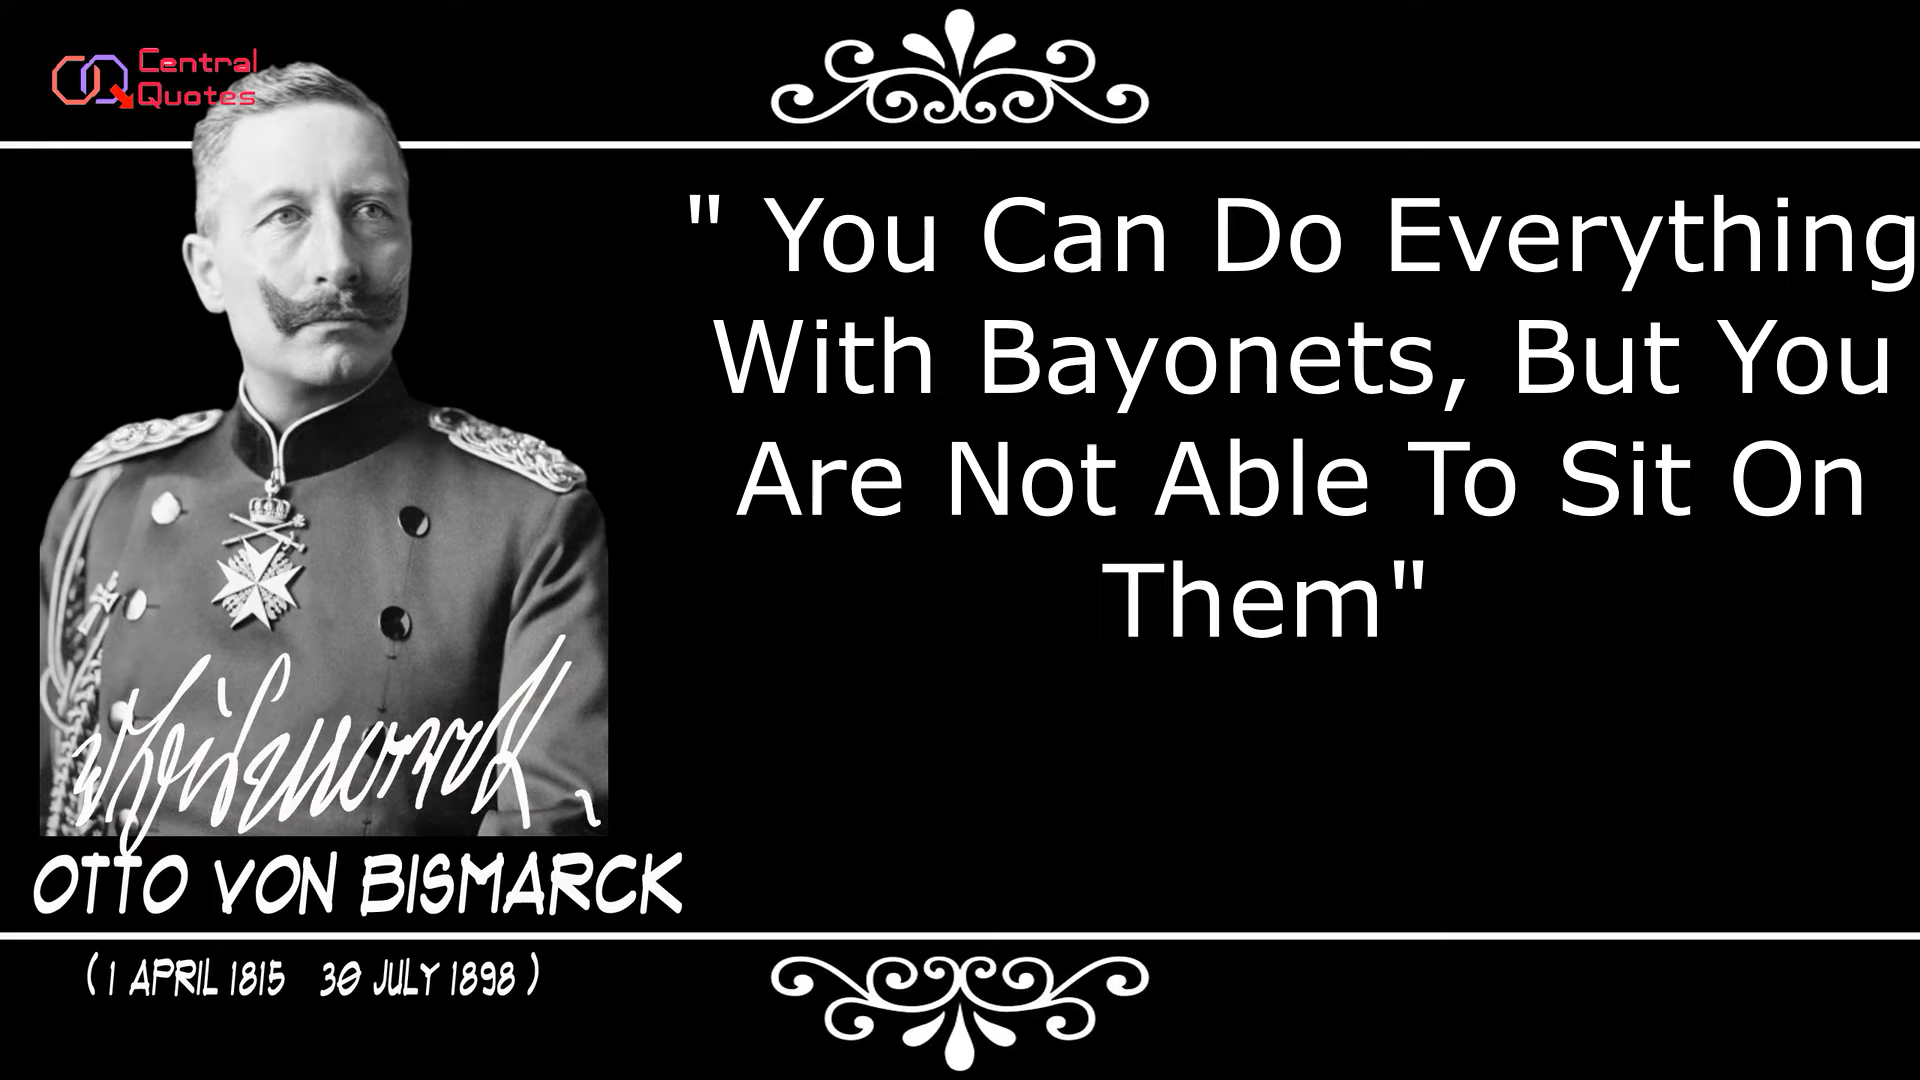 Central
Quotes
" You Can Do Everything
With Bayonets, But You
Are Not Able To Sit On
Them"
OTTO VON BISMARCK
( 1 APRIL 1815 30 JULY 1898 )